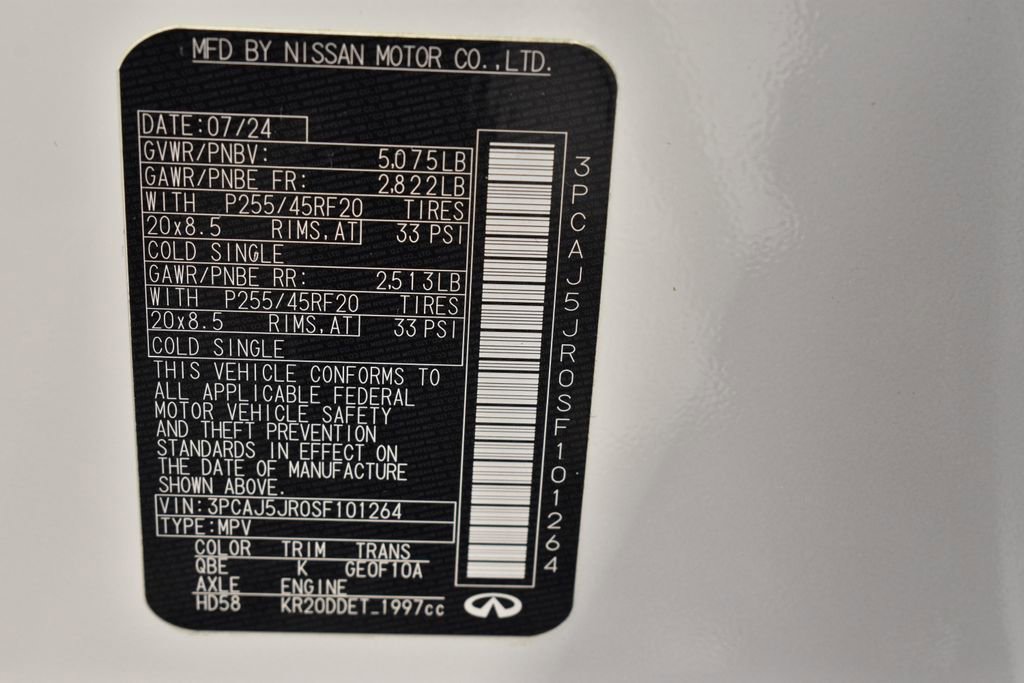 MFD BY NISSAN MOTOR CO.,LTD.
DATE:07/24
GVWR/PNBV: 5,075LB
GAWR/PNBE FR: 2,822LB
WITH P255/45RF20 TIRES
20x8.5 RIMS,AT 33 PSI
COLD SINGLE
GAWR/PNBE RR: 2,513LB
WITH P255/45RF20 TIRES
20x8.5 RIMS,AT 33 PSI
COLD SINGLE
THIS VEHICLE CONFORMS TO
ALL APPLICABLE FEDERAL
MOTOR VEHICLE SAFETY
AND THEFT PREVENTION
STANDARDS IN EFFECT ON
THE DATE OF MANUFACTURE
SHOWN ABOVE.
VIN:3PCAJ5JR0SF101264
TYPE:MPV
COLOR TRIM TRANS
QBE K GE0F10A
AXLE ENGINE
HD58 KR20DDET_1997cc
3PCAJ5JR0SF101264